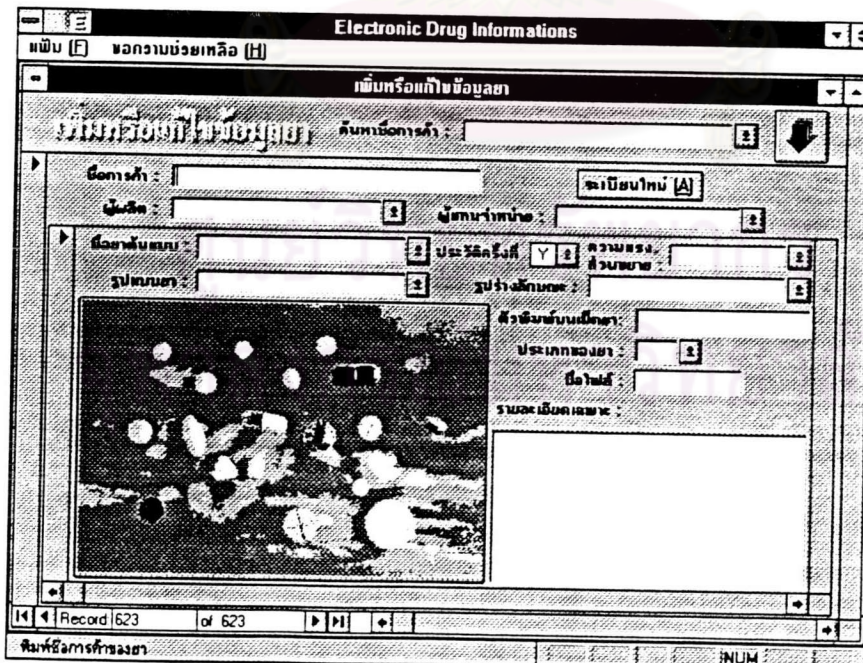 Electronic Drug Informations
แฟ้ม (F) ขอความช่วยเหลือ (H)
เพิ่มหรือแก้ไขข้อมูลยา
เพิ่มหรือแก้ไขข้อมูลยา ค้นหาชื่อการค้า :
ชื่อการค้า : ระเบียนใหม่ (A)
ผู้ผลิต : ผู้แทนจำหน่าย :
ชื่อยาต้นแบบ : ประวัติครั้งที่ Y ความแรง,
ส่วนขยาย :
รูปแบบยา : รูปร่างลักษณะ :
ตัวพิมพ์บนเม็ดยา :
ประเภทของยา :
ชื่อไฟล์ :
รายละเอียดเฉพาะ :
Record 623 of 623
พิมพ์ชื่อการค้าของยา NUM